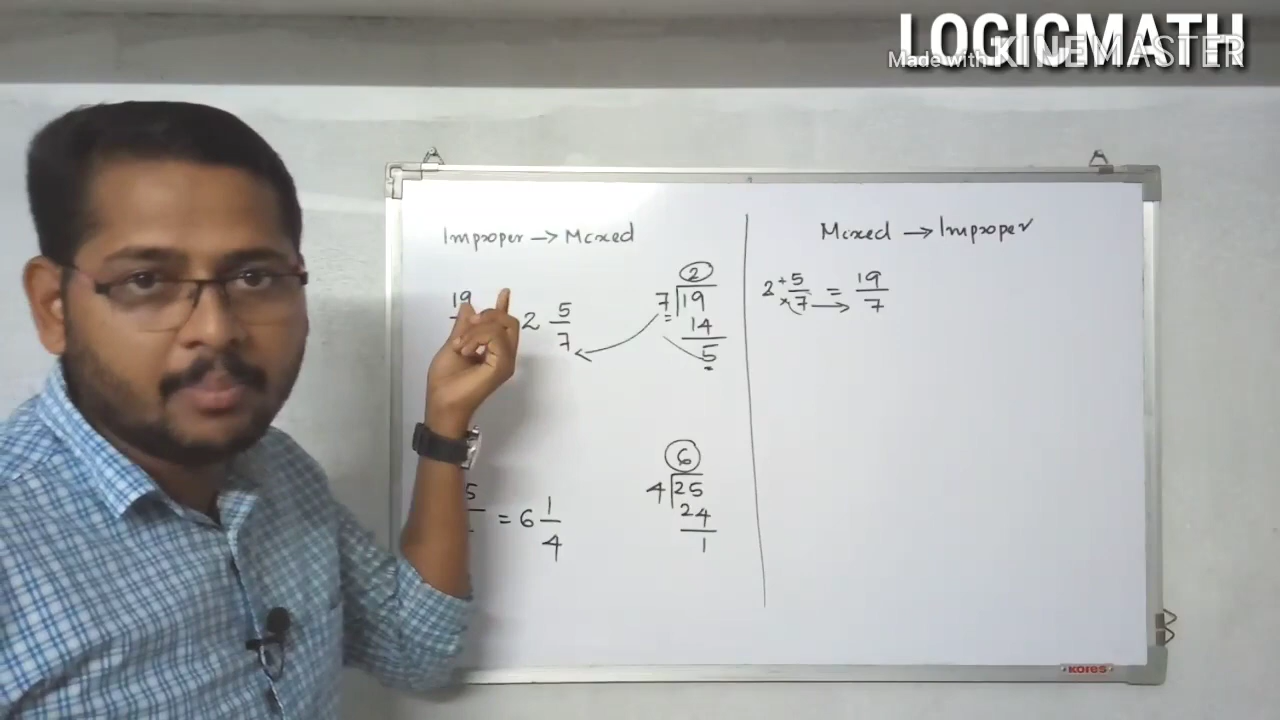 LOGICMATH
Made with KINEMASTER
Improper → Mixed
19
2 5/7
2
7 19
14
5
5
= 6 1/4
6
4 25
24
1
Mixed → Improper
2 + 5/7 = 19/7
×
KORES